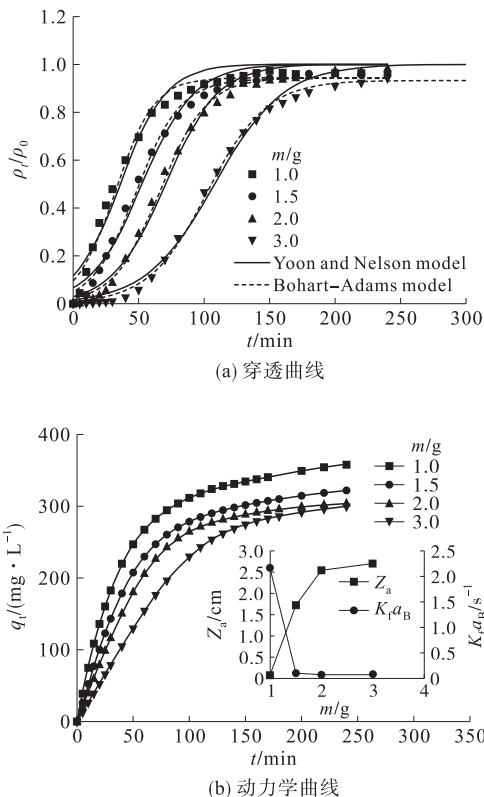 1.2
1.0
0.8
0.6
0.4
0.2
0
ρt/ρ0
m/g
1.0
1.5
2.0
3.0
Yoon and Nelson model
Bohart-Adams model
0 50 100 150 200 250 300
t/min
(a) 穿透曲线
400
300
200
100
0
qt/(mg · L⁻¹)
m/g
1.0
1.5
2.0
3.0
3.0
2.5
2.0
1.5
1.0
0.5
0
Za/cm
Za
KfaB
2.5
2.0
1.5
1.0
0.5
0
KfaB/s⁻¹
1 2 3 4
m/g
0 50 100 150 200 250 300 350
t/min
(b) 动力学曲线